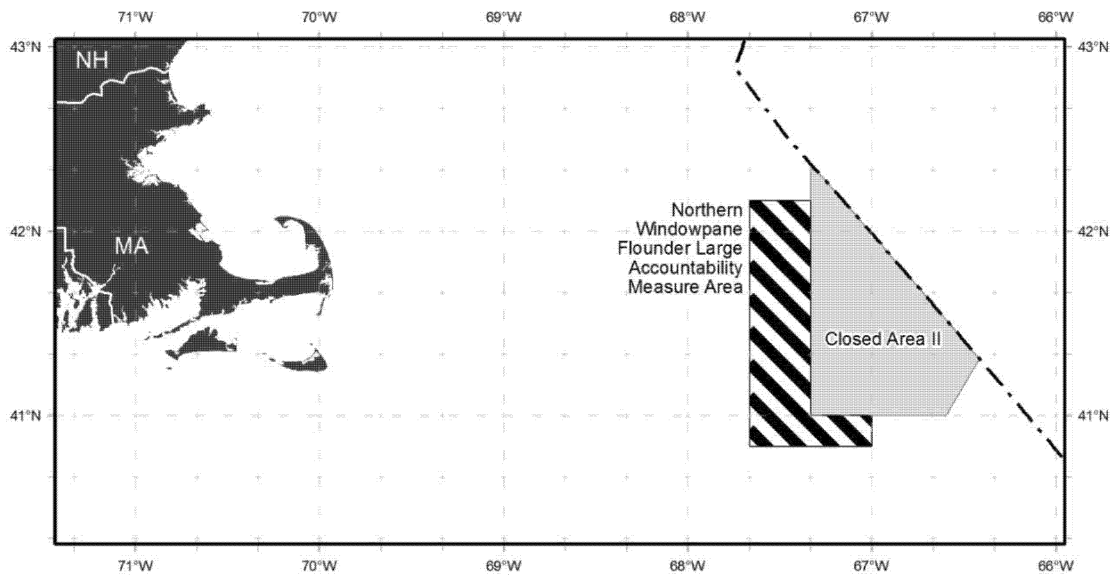 71°W 70°W 69°W 68°W 67°W 66°W
43°N 43°N
NH
Northern
Windowpane
Flounder Large
Accountability
Measure Area
42°N 42°N
MA
Closed Area II
41°N 41°N
71°W 70°W 69°W 68°W 67°W 66°W